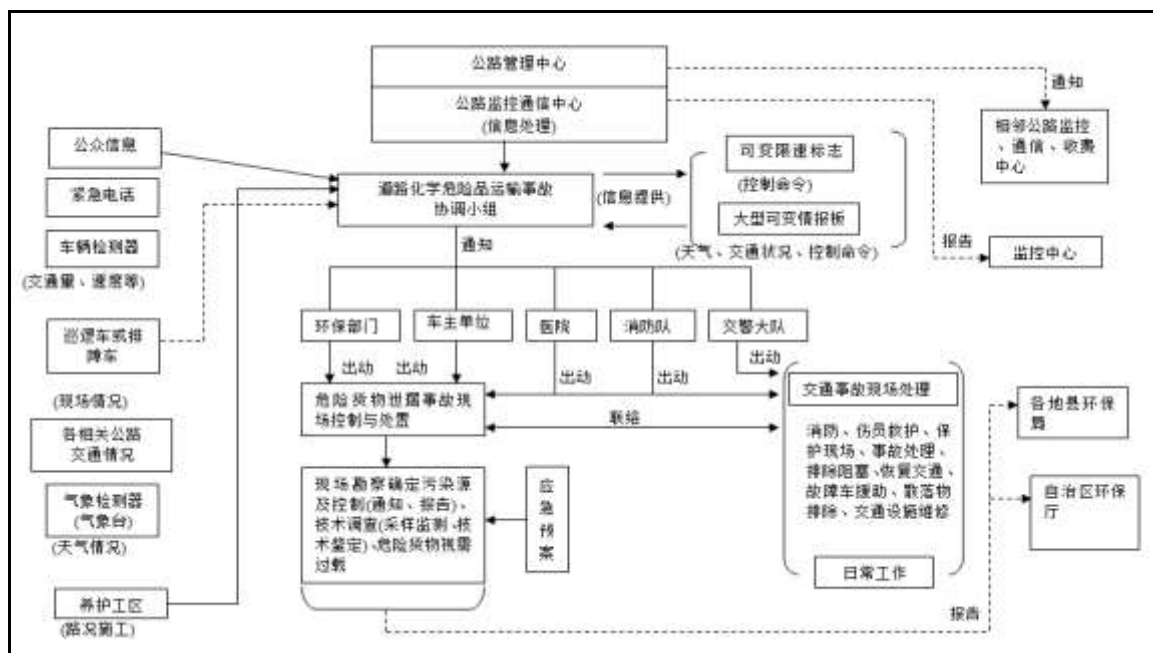 公路管理中心
公路监控通信中心
(信息处理)
通知
相邻公路监控
、通信、收费
中心
公众信息
紧急电话
车辆检测器
(交通量、速度等)
巡逻车或排
障车
(现场情况)
各相关公路
交通情况
气象检测器
(气象台)
(天气情况)
养护工区
(路况施工)
道路化学危险品运输事故
协调小组
(信息提供)
可变限速标志
(控制命令)
大型可变情报板
(天气、交通状况、控制命令)
报告
监控中心
通知
环保部门
车主单位
医院
消防队
交警大队
出动
出动
出动
出动
出动
危险货物泄露事故现
场控制与处置
联络
交通事故现场处理
消防、伤员救护、保
护现场、事故处理、
排除阻塞、恢复交通、
故障车援助、散落物
排除、交通设施维修
日常工作
现场勘察确定污染源
及控制(通知、报告)、
技术调查(采样监测、技
术鉴定)、危险货物视需
过载
应
急
预
案
各地县环保
局
自治区环保
厅
报告